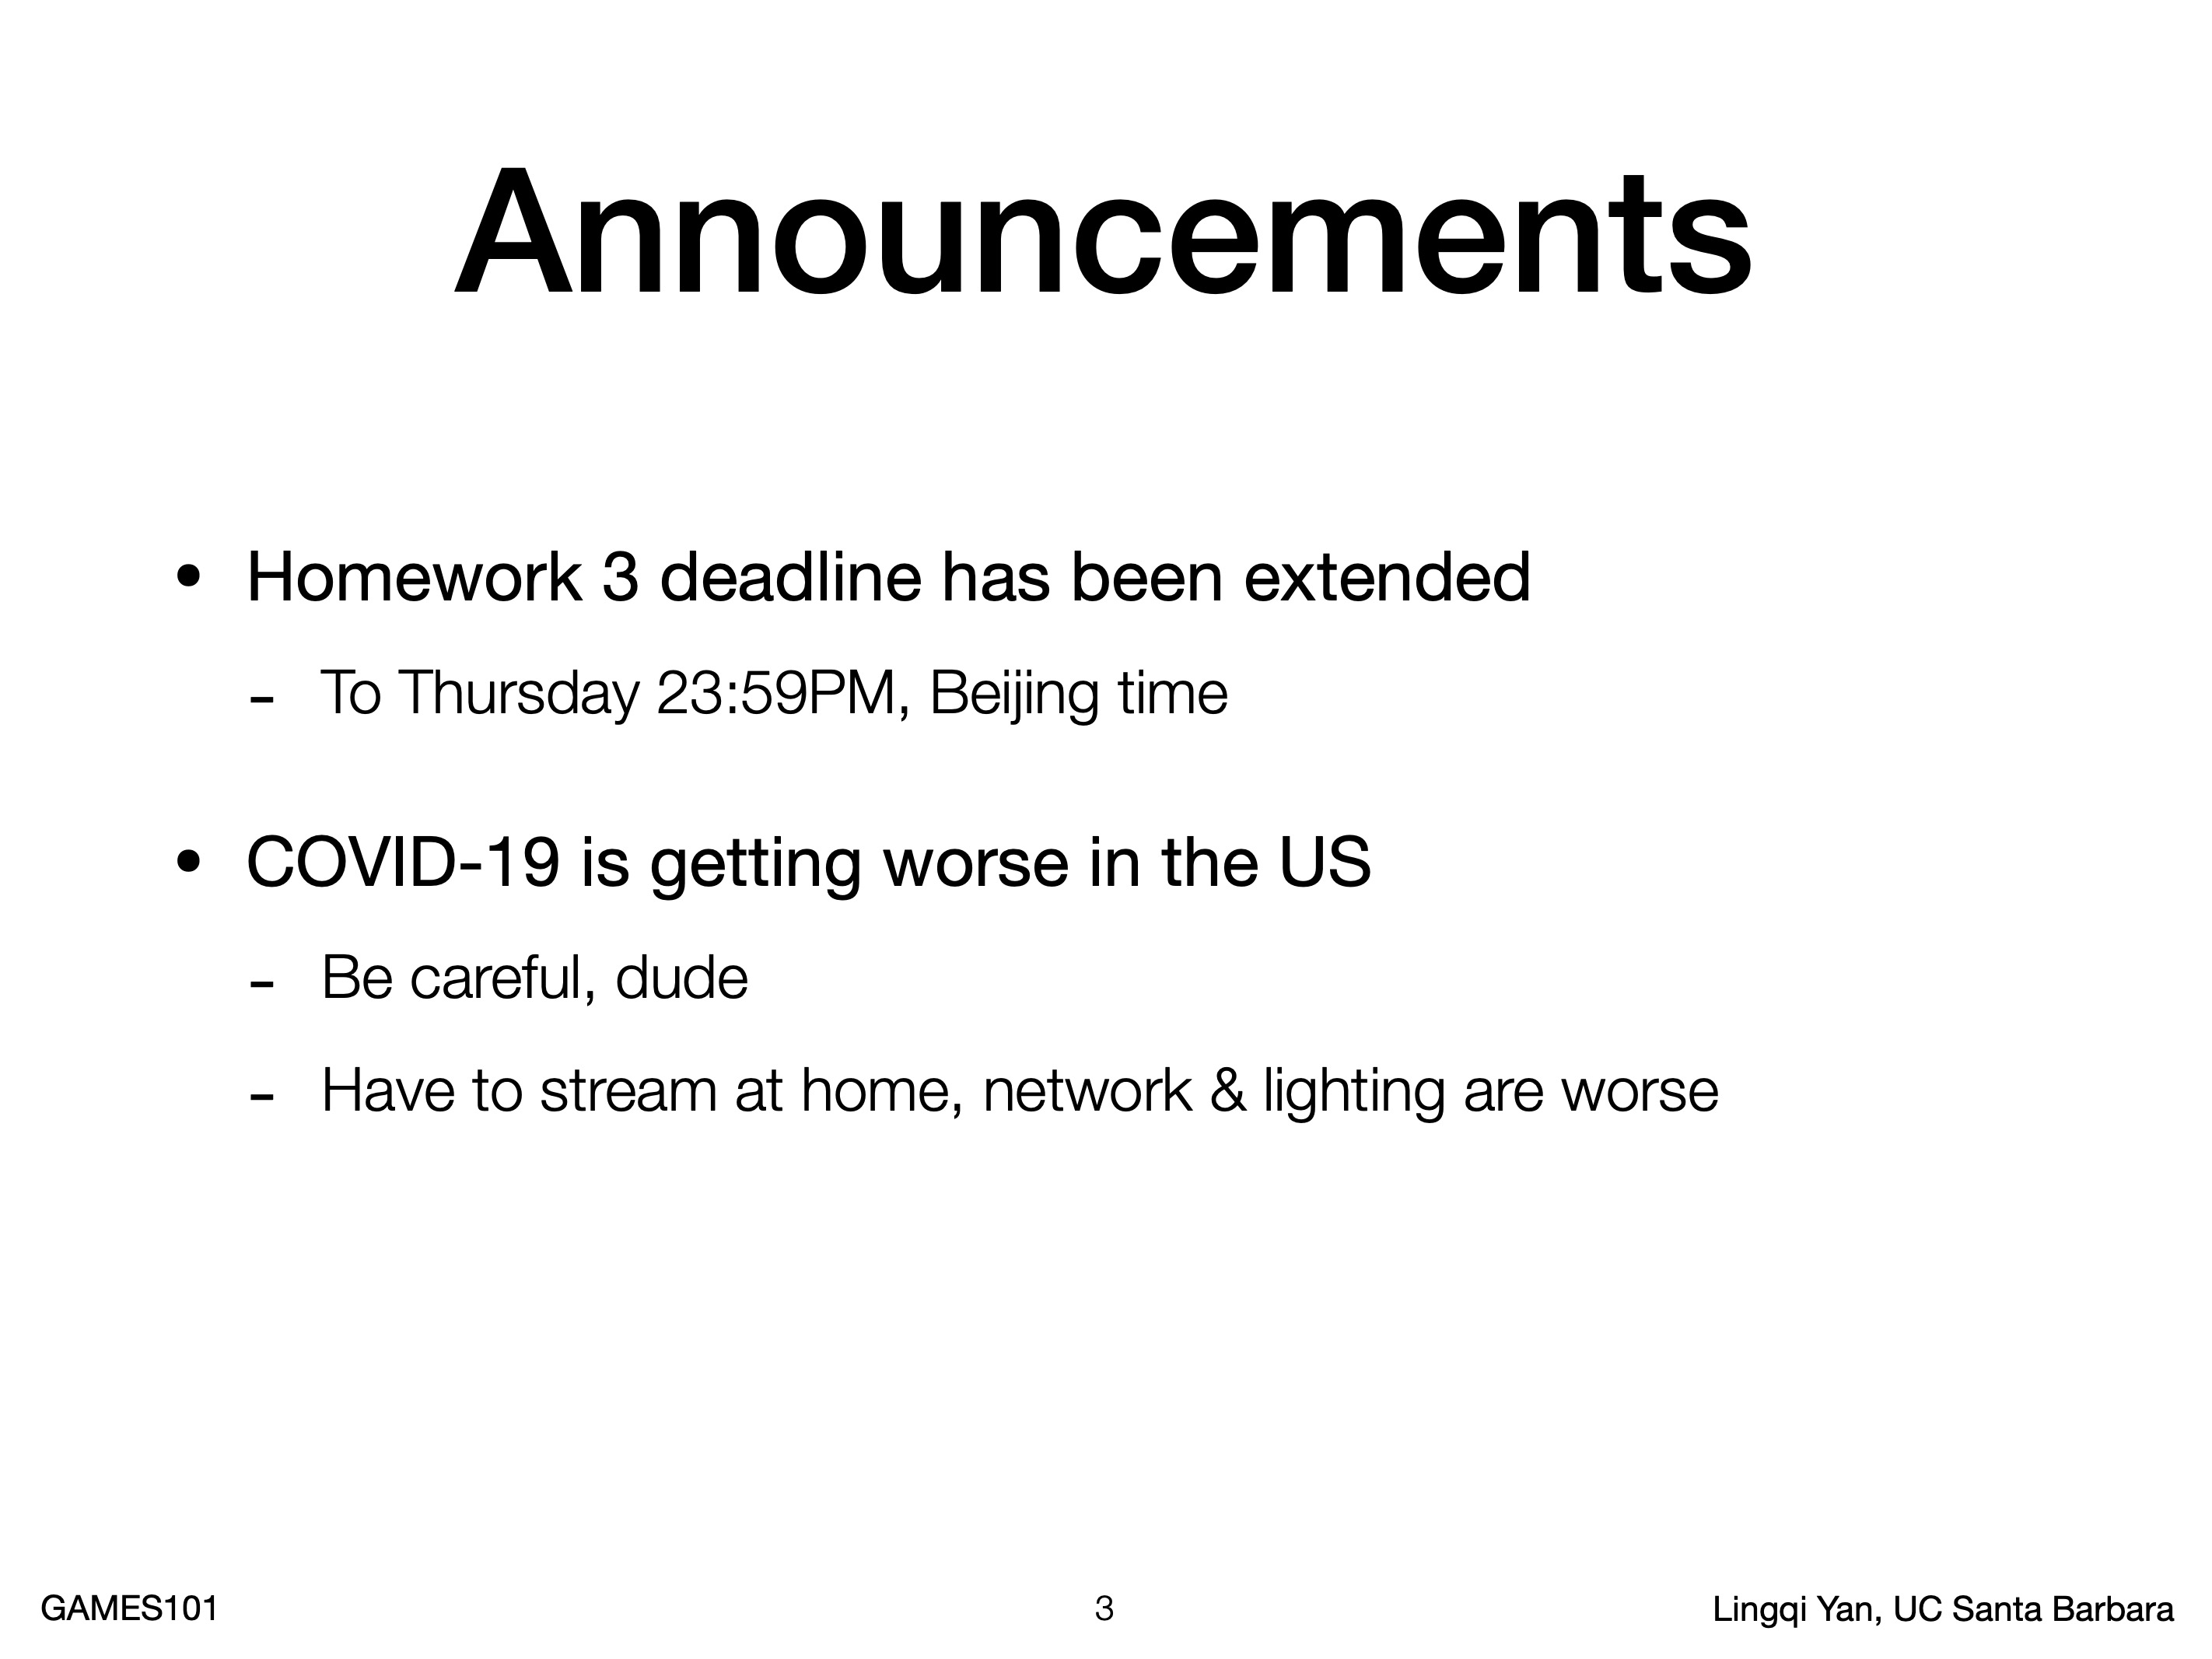 Announcements
• Homework 3 deadline has been extended
- To Thursday 23:59PM, Beijing time
• COVID-19 is getting worse in the US
- Be careful, dude
- Have to stream at home, network & lighting are worse
GAMES101
3
Lingqi Yan, UC Santa Barbara